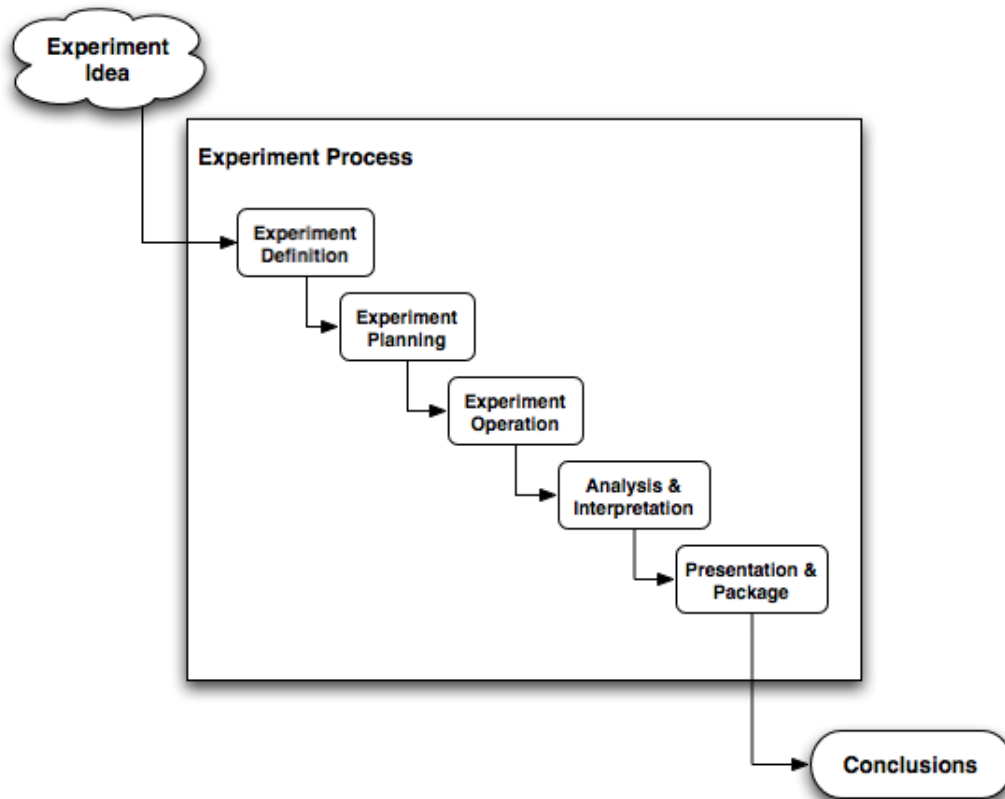 Experiment
Idea
Experiment Process
Experiment
Definition
Experiment
Planning
Experiment
Operation
Analysis &
Interpretation
Presentation &
Package
Conclusions